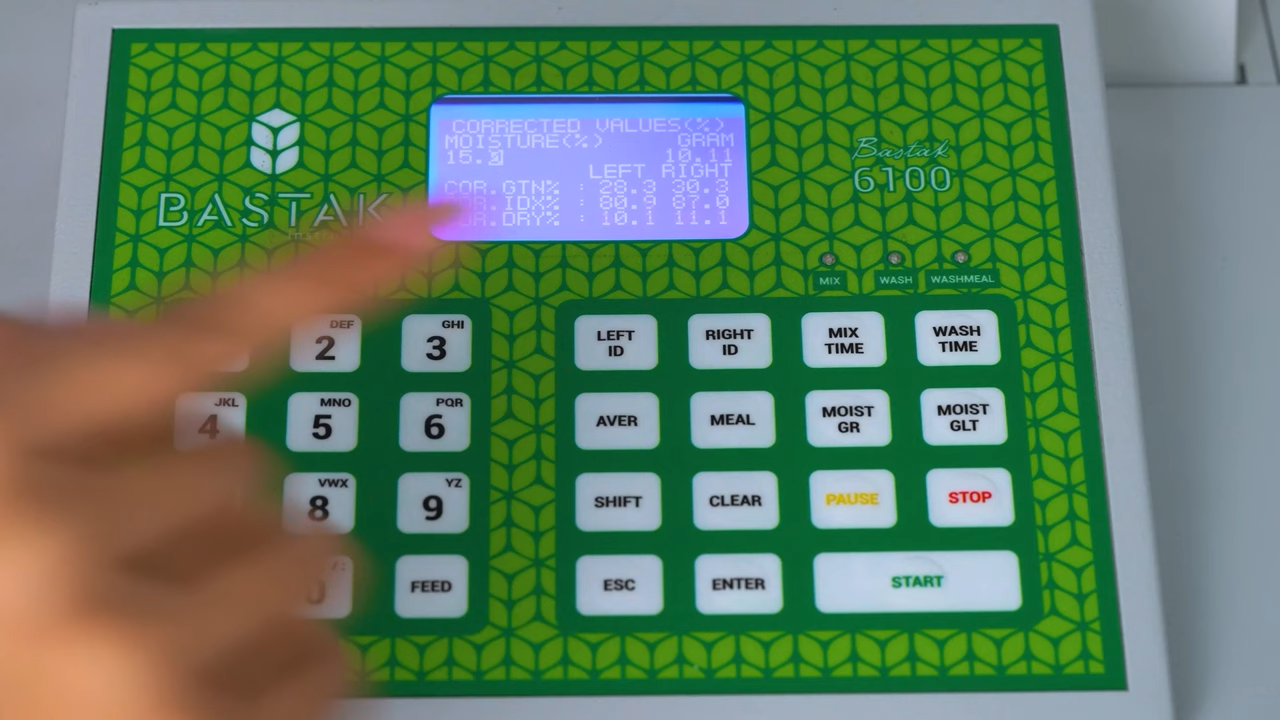 CORRECTED VALUES(%)
MOISTURE(%) GRAM
15. 10.11
LEFT RIGHT
COR.GTN% : 28.3 30.3
COR.IDX% : 80.9 87.0
COR.DRY% : 10.1 11.1
BASTAK
Bastak
6100
MIX WASH WASHMEAL
DEF
2
GHI
3
JKL
4
MNO
5
PQR
6
VWX
8
YZ
9
0
FEED
LEFT
ID
RIGHT
ID
MIX
TIME
WASH
TIME
AVER
MEAL
MOIST
GR
MOIST
GLT
SHIFT
CLEAR
PAUSE
STOP
ESC
ENTER
START